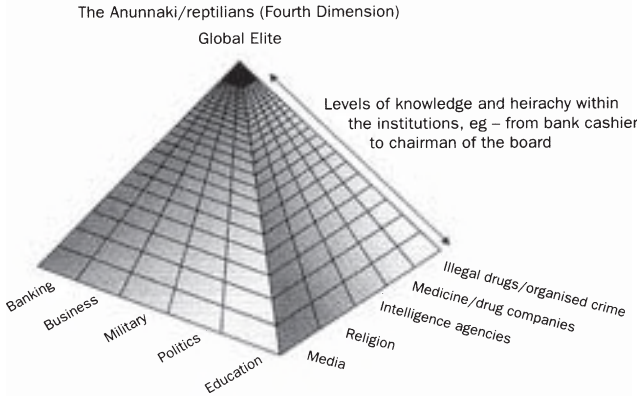 The Anunnaki/reptilians (Fourth Dimension)
Global Elite
Levels of knowledge and heirachy within
the institutions, eg – from bank cashier
to chairman of the board
Banking
Business
Military
Politics
Education
Media
Religion
Intelligence agencies
Medicine/drug companies
Illegal drugs/organised crime